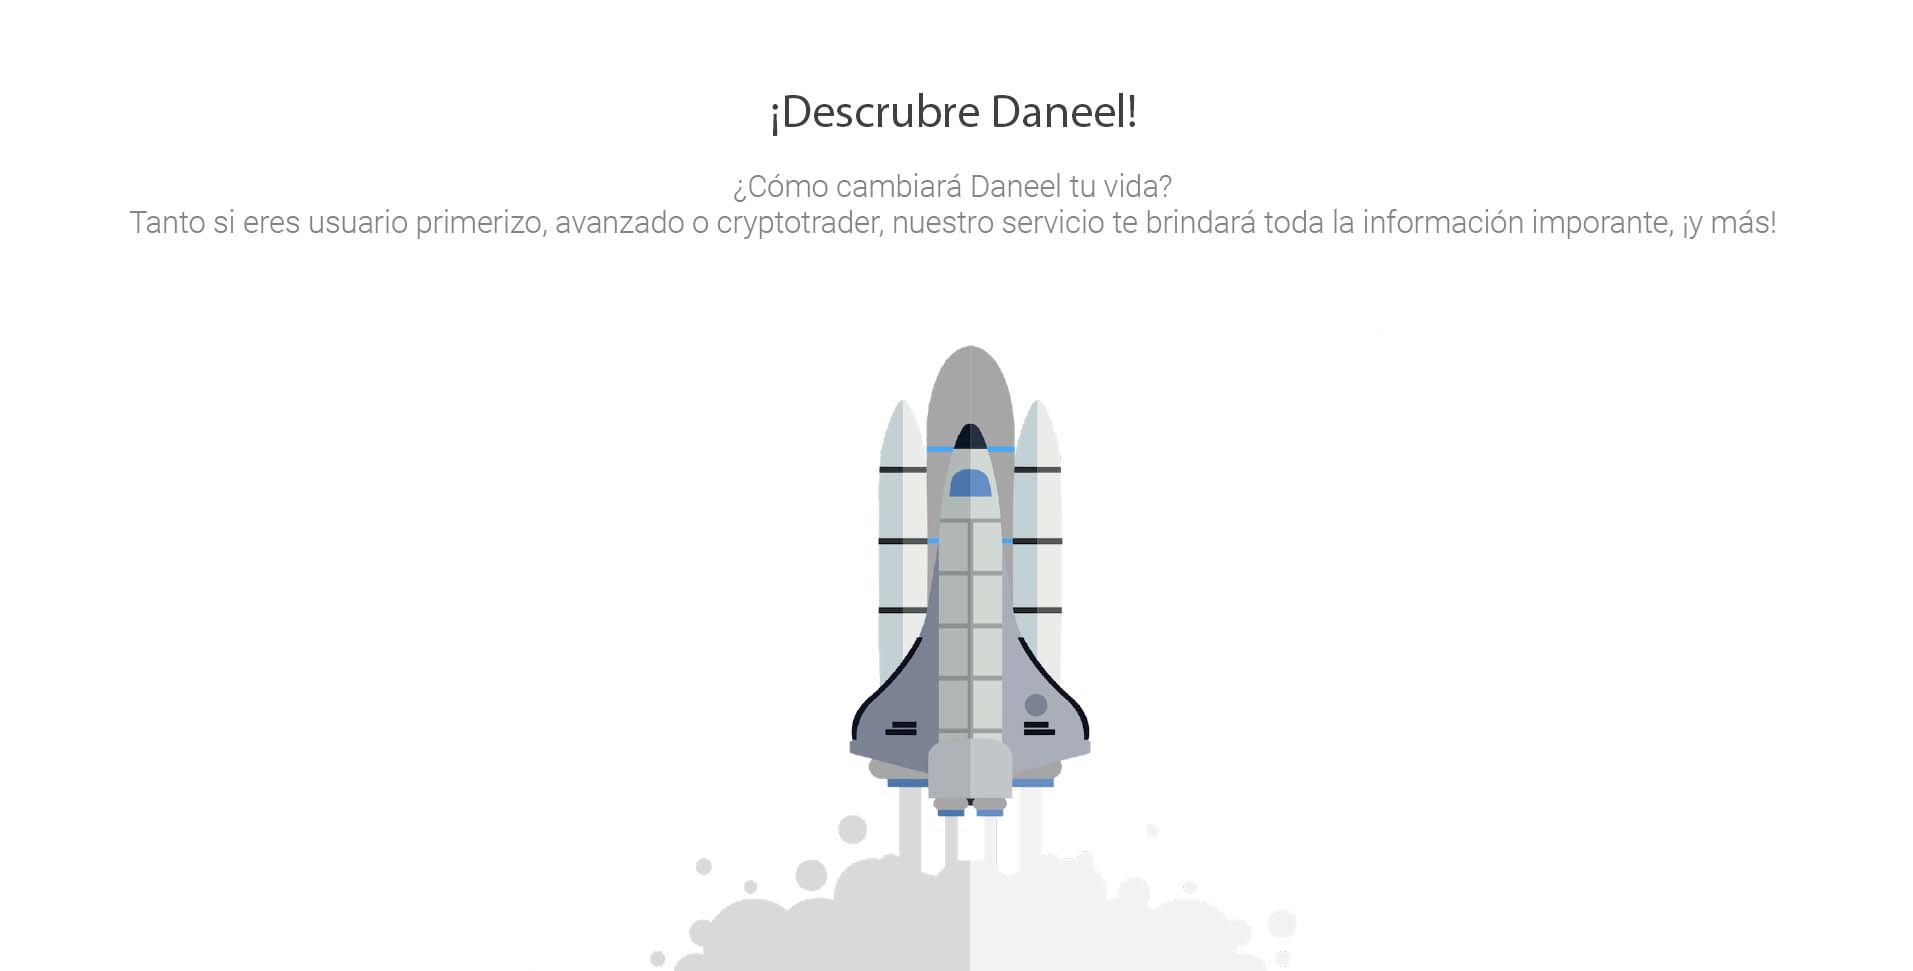 ¡Descrubre Daneel!
¿Cómo cambiará Daneel tu vida?
Tanto si eres usuario primerizo, avanzado o cryptotrader, nuestro servicio te brindará toda la información imporante, ¡y más!